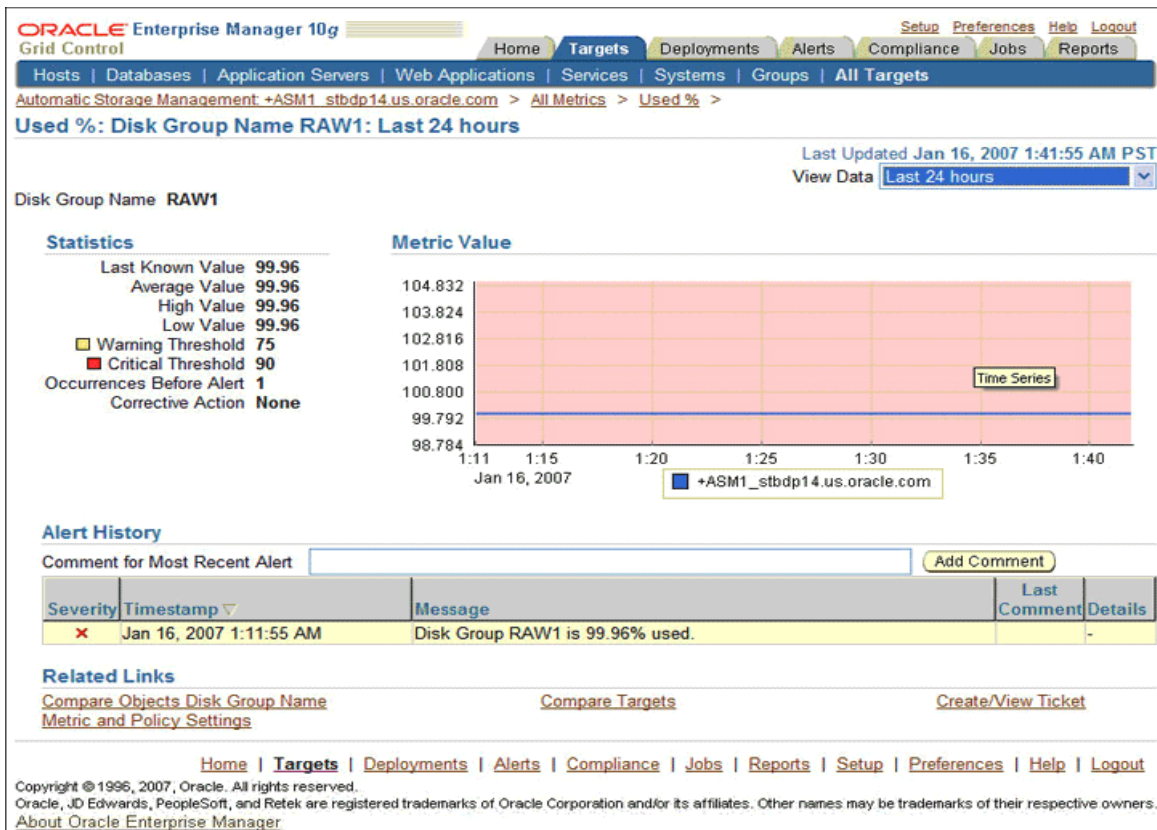 ORACLE Enterprise Manager 10g
Grid Control
Setup Preferences Help Logout
Home Targets Deployments Alerts Compliance Jobs Reports
Hosts | Databases | Application Servers | Web Applications | Services | Systems | Groups | All Targets
Automatic Storage Management: +ASM1_stbdp14.us.oracle.com > All Metrics > Used % >
Used %: Disk Group Name RAW1: Last 24 hours
Last Updated Jan 16, 2007 1:41:55 AM PST
View Data Last 24 hours
Disk Group Name RAW1
Statistics
Last Known Value 99.96
Average Value 99.96
High Value 99.96
Low Value 99.96
Warning Threshold 75
Critical Threshold 90
Occurrences Before Alert 1
Corrective Action None
Metric Value
104.832
103.824
102.816
101.808
100.800
99.792
98.784
Time Series
1:11 1:15 1:20 1:25 1:30 1:35 1:40
Jan 16, 2007
+ASM1_stbdp14.us.oracle.com
Alert History
Comment for Most Recent Alert
Add Comment
Severity Timestamp Message Last Comment Details
Jan 16, 2007 1:11:55 AM Disk Group RAW1 is 99.96% used. -
Related Links
Compare Objects Disk Group Name Compare Targets Create/View Ticket
Metric and Policy Settings
Home | Targets | Deployments | Alerts | Compliance | Jobs | Reports | Setup | Preferences | Help | Logout
Copyright © 1996, 2007, Oracle. All rights reserved.
Oracle, JD Edwards, PeopleSoft, and Retek are registered trademarks of Oracle Corporation and/or its affiliates. Other names may be trademarks of their respective owners.
About Oracle Enterprise Manager